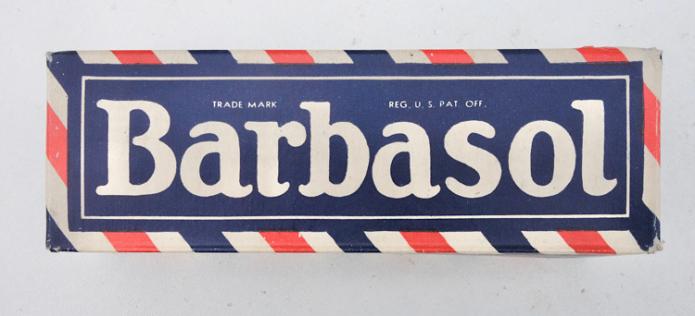 TRADE MARK REG. U. S. PAT. OFF.
Barbasol